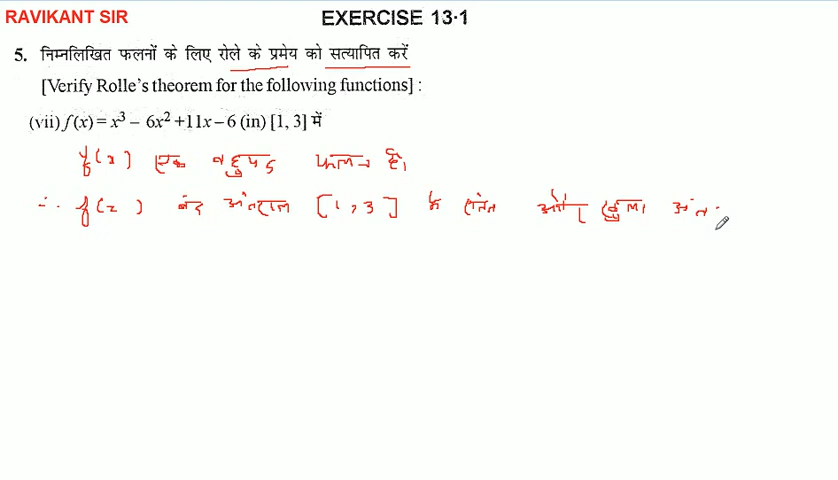 RAVIKANT SIR EXERCISE 13·1
5. निम्नलिखित फलनों के लिए रोले के प्रमेय को सत्यापित करें
[Verify Rolle's theorem for the following functions] :
(vii) f(x) = x³ – 6x² +11x – 6 (in) [1, 3] में
f(x) एक बहुपद फलन है।
∴ f(x) बंद अंतराल [1, 3] में संतत और खुला अंत